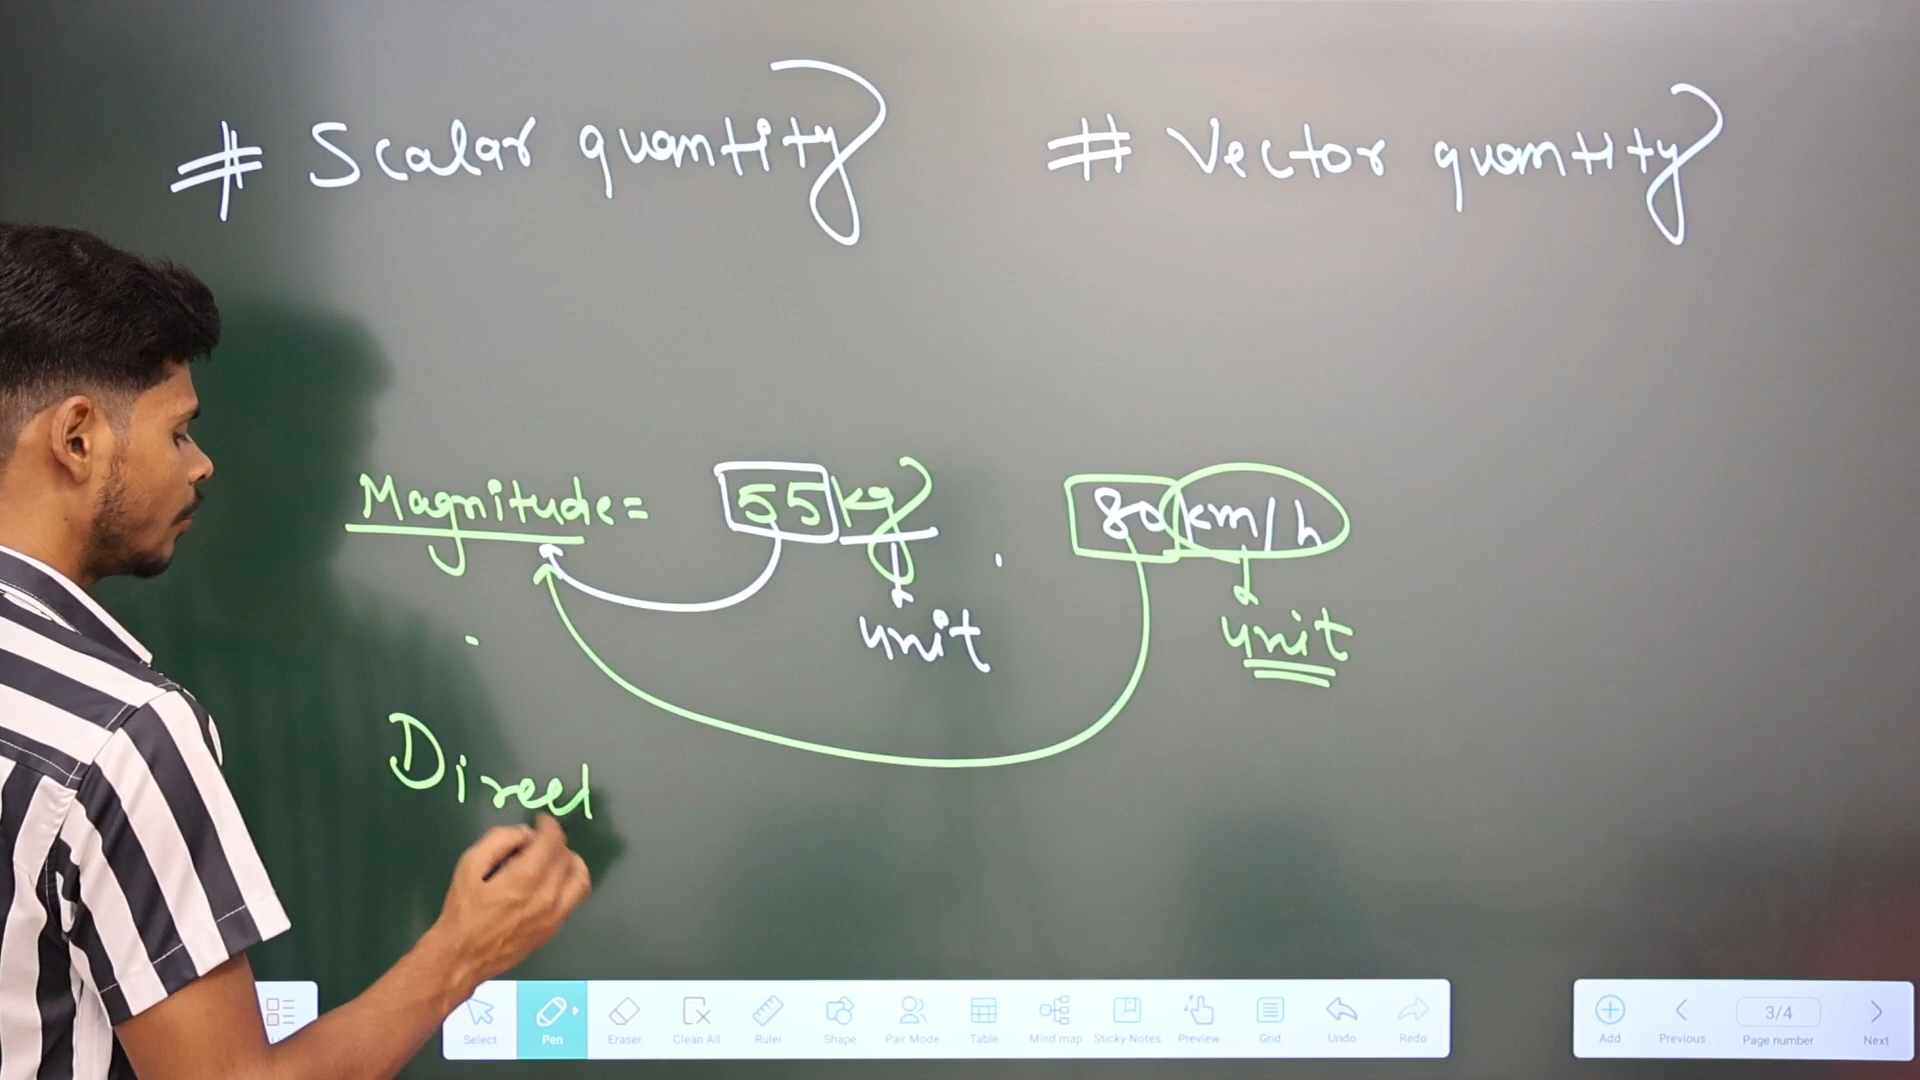 # Scalar quantity # Vector quantity
Magnitude = 55 kg 80 km/h
unit unit
Direct
Select Pen Eraser Clean All Ruler Shape Pair Mode Table Mind map Sticky-Notes Preview Grid Undo Redo
3/4
Add Previous Page number Next